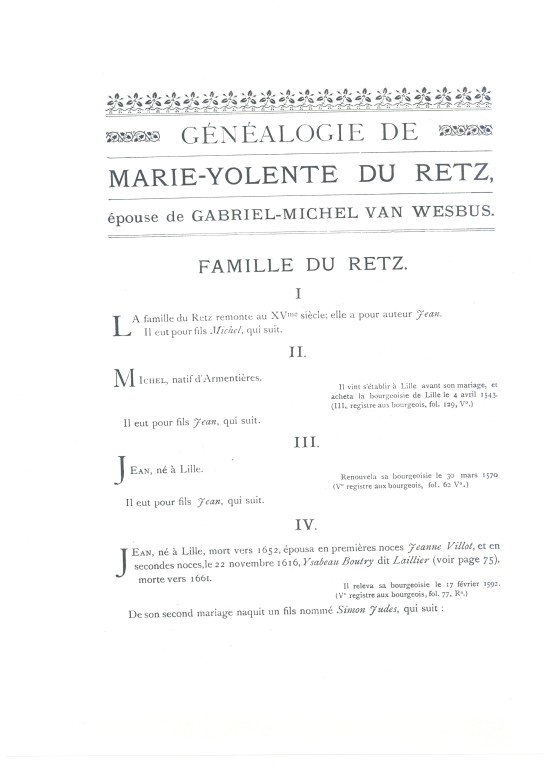 GÉNÉALOGIE DE
MARIE-YOLENTE DU RETZ,
épouse de GABRIEL-MICHEL VAN WESBUS.
FAMILLE DU RETZ.
I
LA famille du Retz remonte au XVme siècle; elle a pour auteur Jean.
Il eut pour fils Michel, qui suit.
II.
MICHEL, natif d'Armentières.
Il vint s'établir à Lille avant son mariage, et
acheta la bourgeoisie de Lille le 4 avril 1543.
(III, registre aux bourgeois, fol. 129, Vo.)
Il eut pour fils Jean, qui suit.
III.
JEAN, né à Lille.
Renouvela sa bourgeoisie le 30 mars 1570
(Ve registre aux bourgeois, fol. 62 Vo.)
Il eut pour fils Jean, qui suit.
IV.
JEAN, né à Lille, mort vers 1652, épousa en premières noces Jeanne Villot, et en
secondes noces, le 22 novembre 1616, Ysabeau Boutry dit Laillier (voir page 75),
morte vers 1661.
Il releva sa bourgeoisie le 17 février 1592.
(Ve registre aux bourgeois, fol. 77, Ro.)
De son second mariage naquit un fils nommé Simon Judes, qui suit :